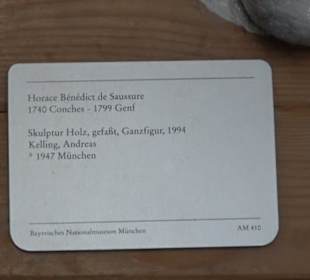 Horace Bénédict de Saussure
1740 Conches - 1799 Genf
Skulptur Holz, gefaßt, Ganzfigur, 1994
Kelling, Andreas
* 1947 München
Bayerisches Nationalmuseum München
AM 410